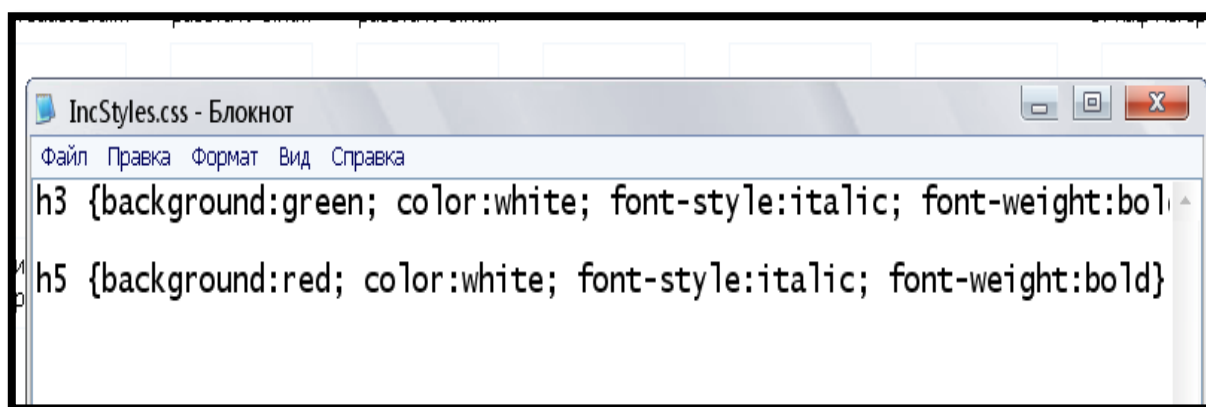 IncStyles.css - Блокнот
Файл Правка Формат Вид Справка
h3 {background:green; color:white; font-style:italic; font-weight:bol
h5 {background:red; color:white; font-style:italic; font-weight:bold}